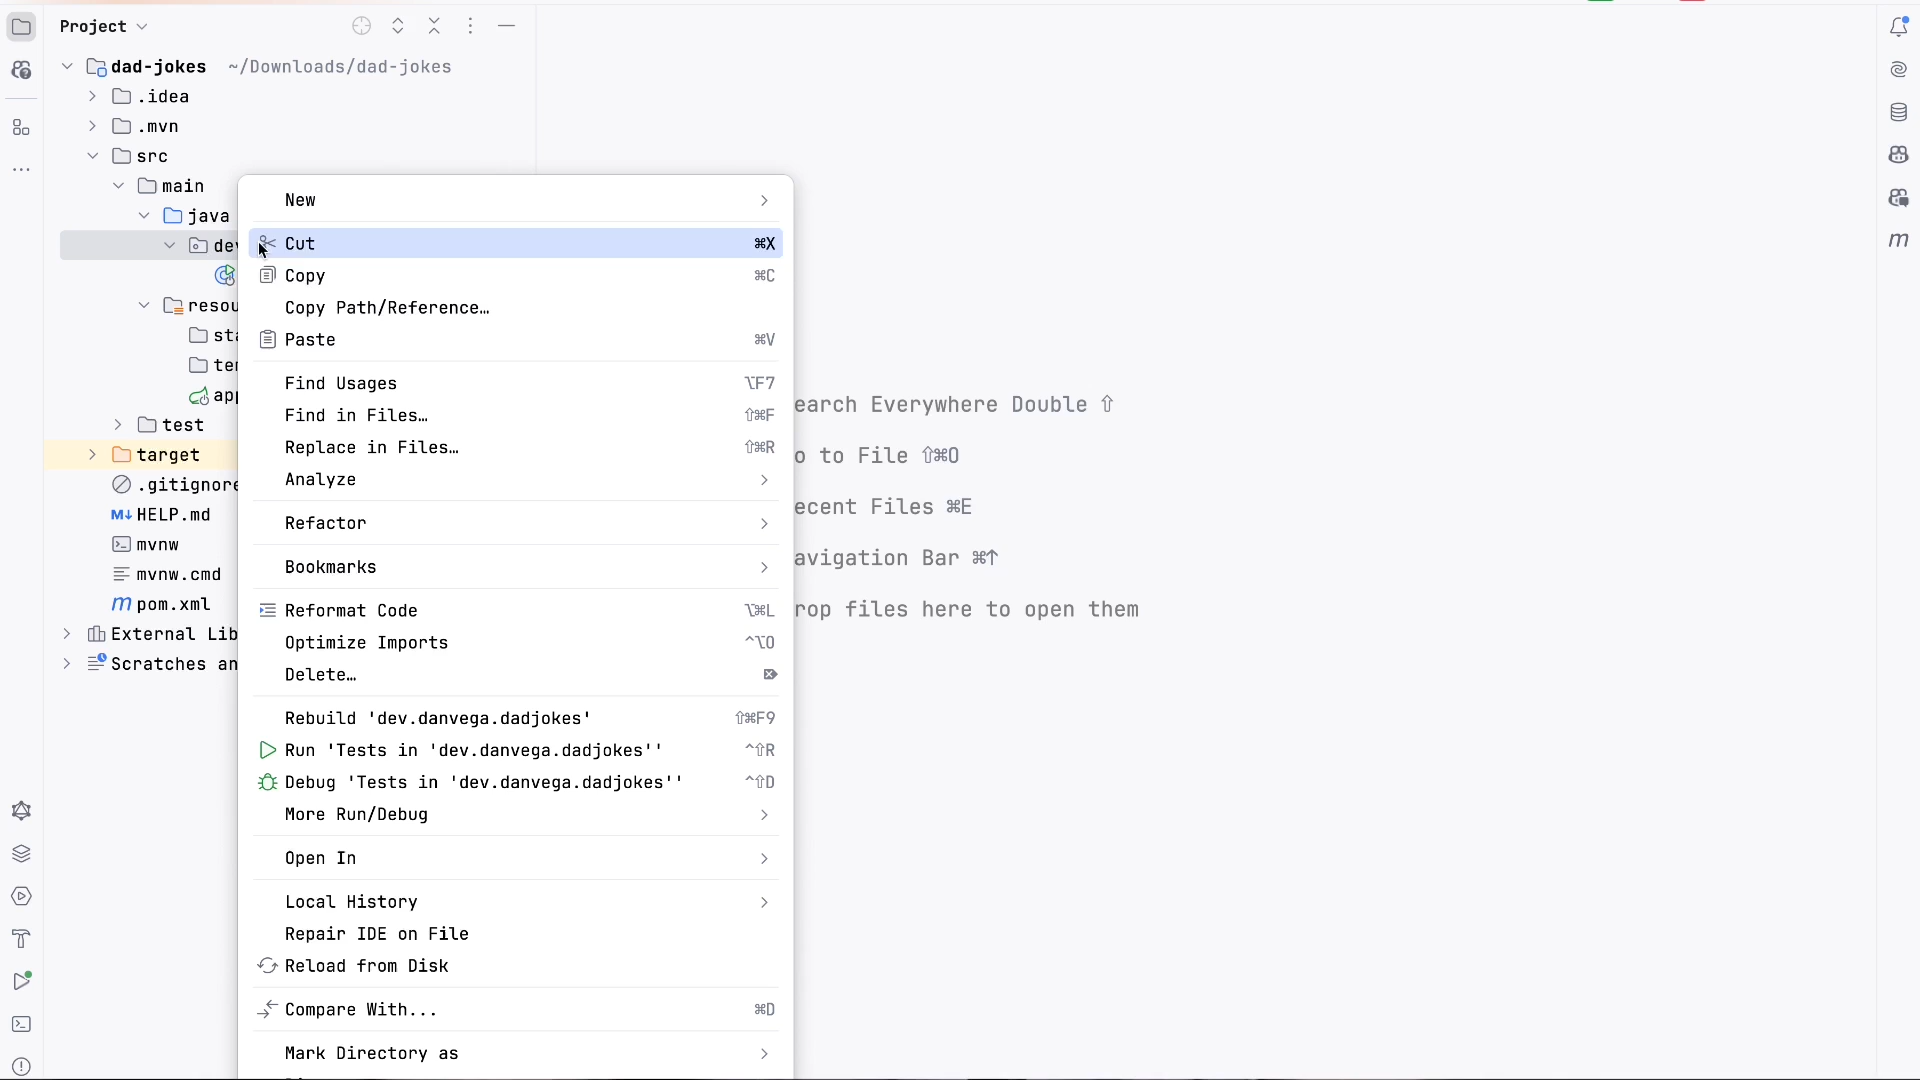 Project
dad-jokes ~/Downloads/dad-jokes
.idea
.mvn
src
main
java
dev
resou
sta
tem
app
test
target
.gitignore
HELP.md
mvnw
mvnw.cmd
pom.xml
External Lib
Scratches an
New
Cut ⌘X
Copy ⌘C
Copy Path/Reference…
Paste ⌘V
Find Usages ⌥F7
Find in Files… ⇧⌘F
Replace in Files… ⇧⌘R
Analyze
Refactor
Bookmarks
Reformat Code ⌥⌘L
Optimize Imports ^⌥O
Delete… ⌦
Rebuild 'dev.danvega.dadjokes' ⇧⌘F9
Run 'Tests in 'dev.danvega.dadjokes'' ^⇧R
Debug 'Tests in 'dev.danvega.dadjokes'' ^⇧D
More Run/Debug
Open In
Local History
Repair IDE on File
Reload from Disk
Compare With... ⌘D
Mark Directory as
earch Everywhere Double ⇧
o to File ⇧⌘O
ecent Files ⌘E
avigation Bar ⌘↑
rop files here to open them